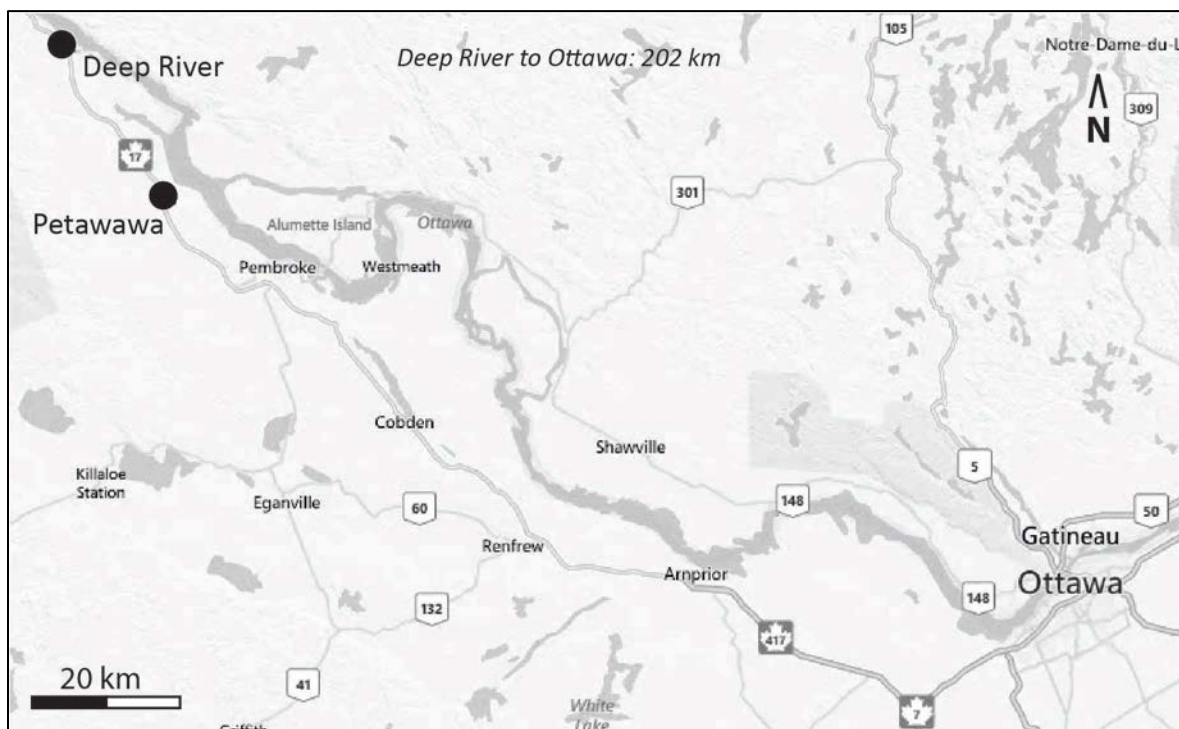 105
Notre-Dame-du-L
Deep River to Ottawa: 202 km
Deep River
N
309
17
301
Petawawa
Alumette Island
Ottawa
Pembroke
Westmeath
Cobden
Shawville
Killaloe
Station
5
Eganville
60
148
50
Gatineau
Renfrew
Arnprior
Ottawa
132
148
417
20 km
41
White
Lake
7
Griffith